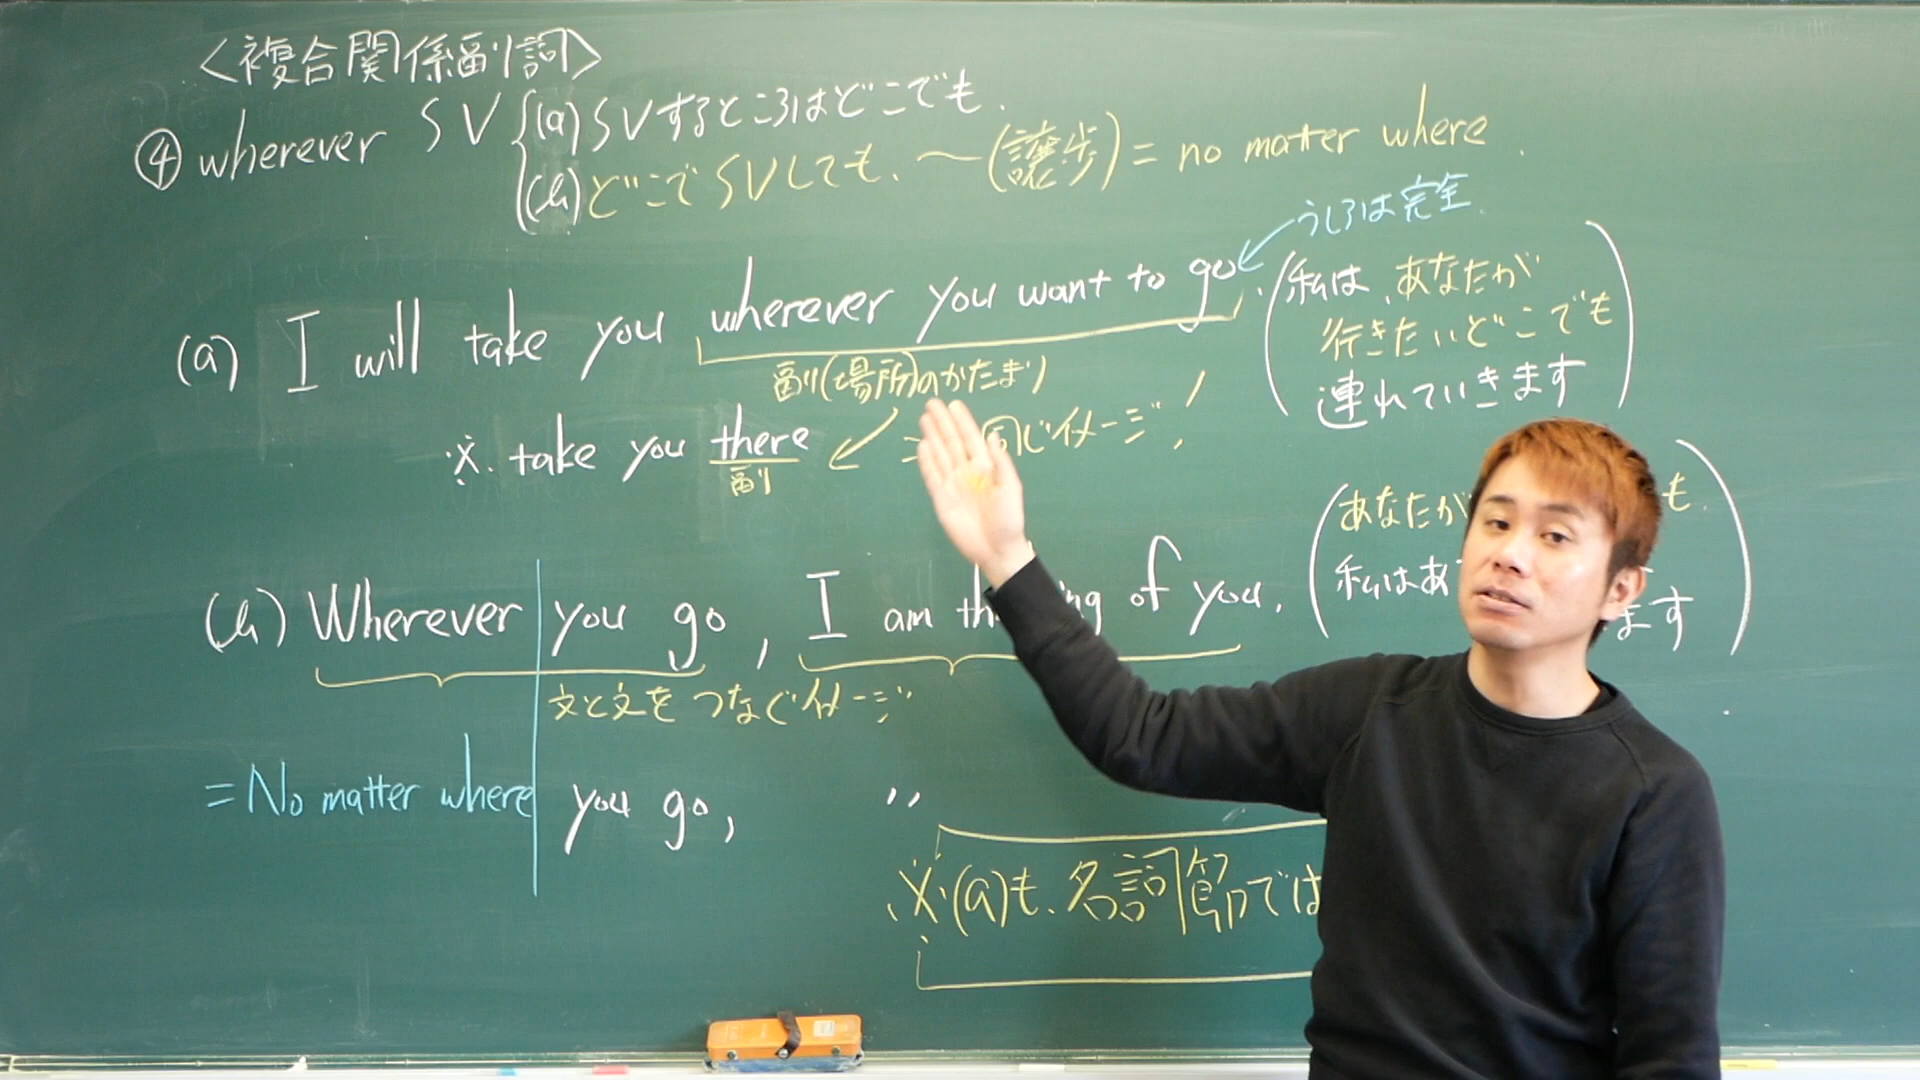 <複合関係副詞>
④ wherever SV
(a) SVするところはどこでも.
(b) どこでSVしても、〜(譲歩) = no matter where.
うしろは完全.
(a) I will take you wherever you want to go.
(私は、あなたが
行きたいどこでも
連れていきます)
副(場所)のかたまり
※. take you there
副
= 同じイメージ!
(b) Wherever you go, I am of you.
(あなたが も.
私はあ
ます)
文と文をつなぐイメージ
= No matter where you go, 〃
※(a)も、名詞節では